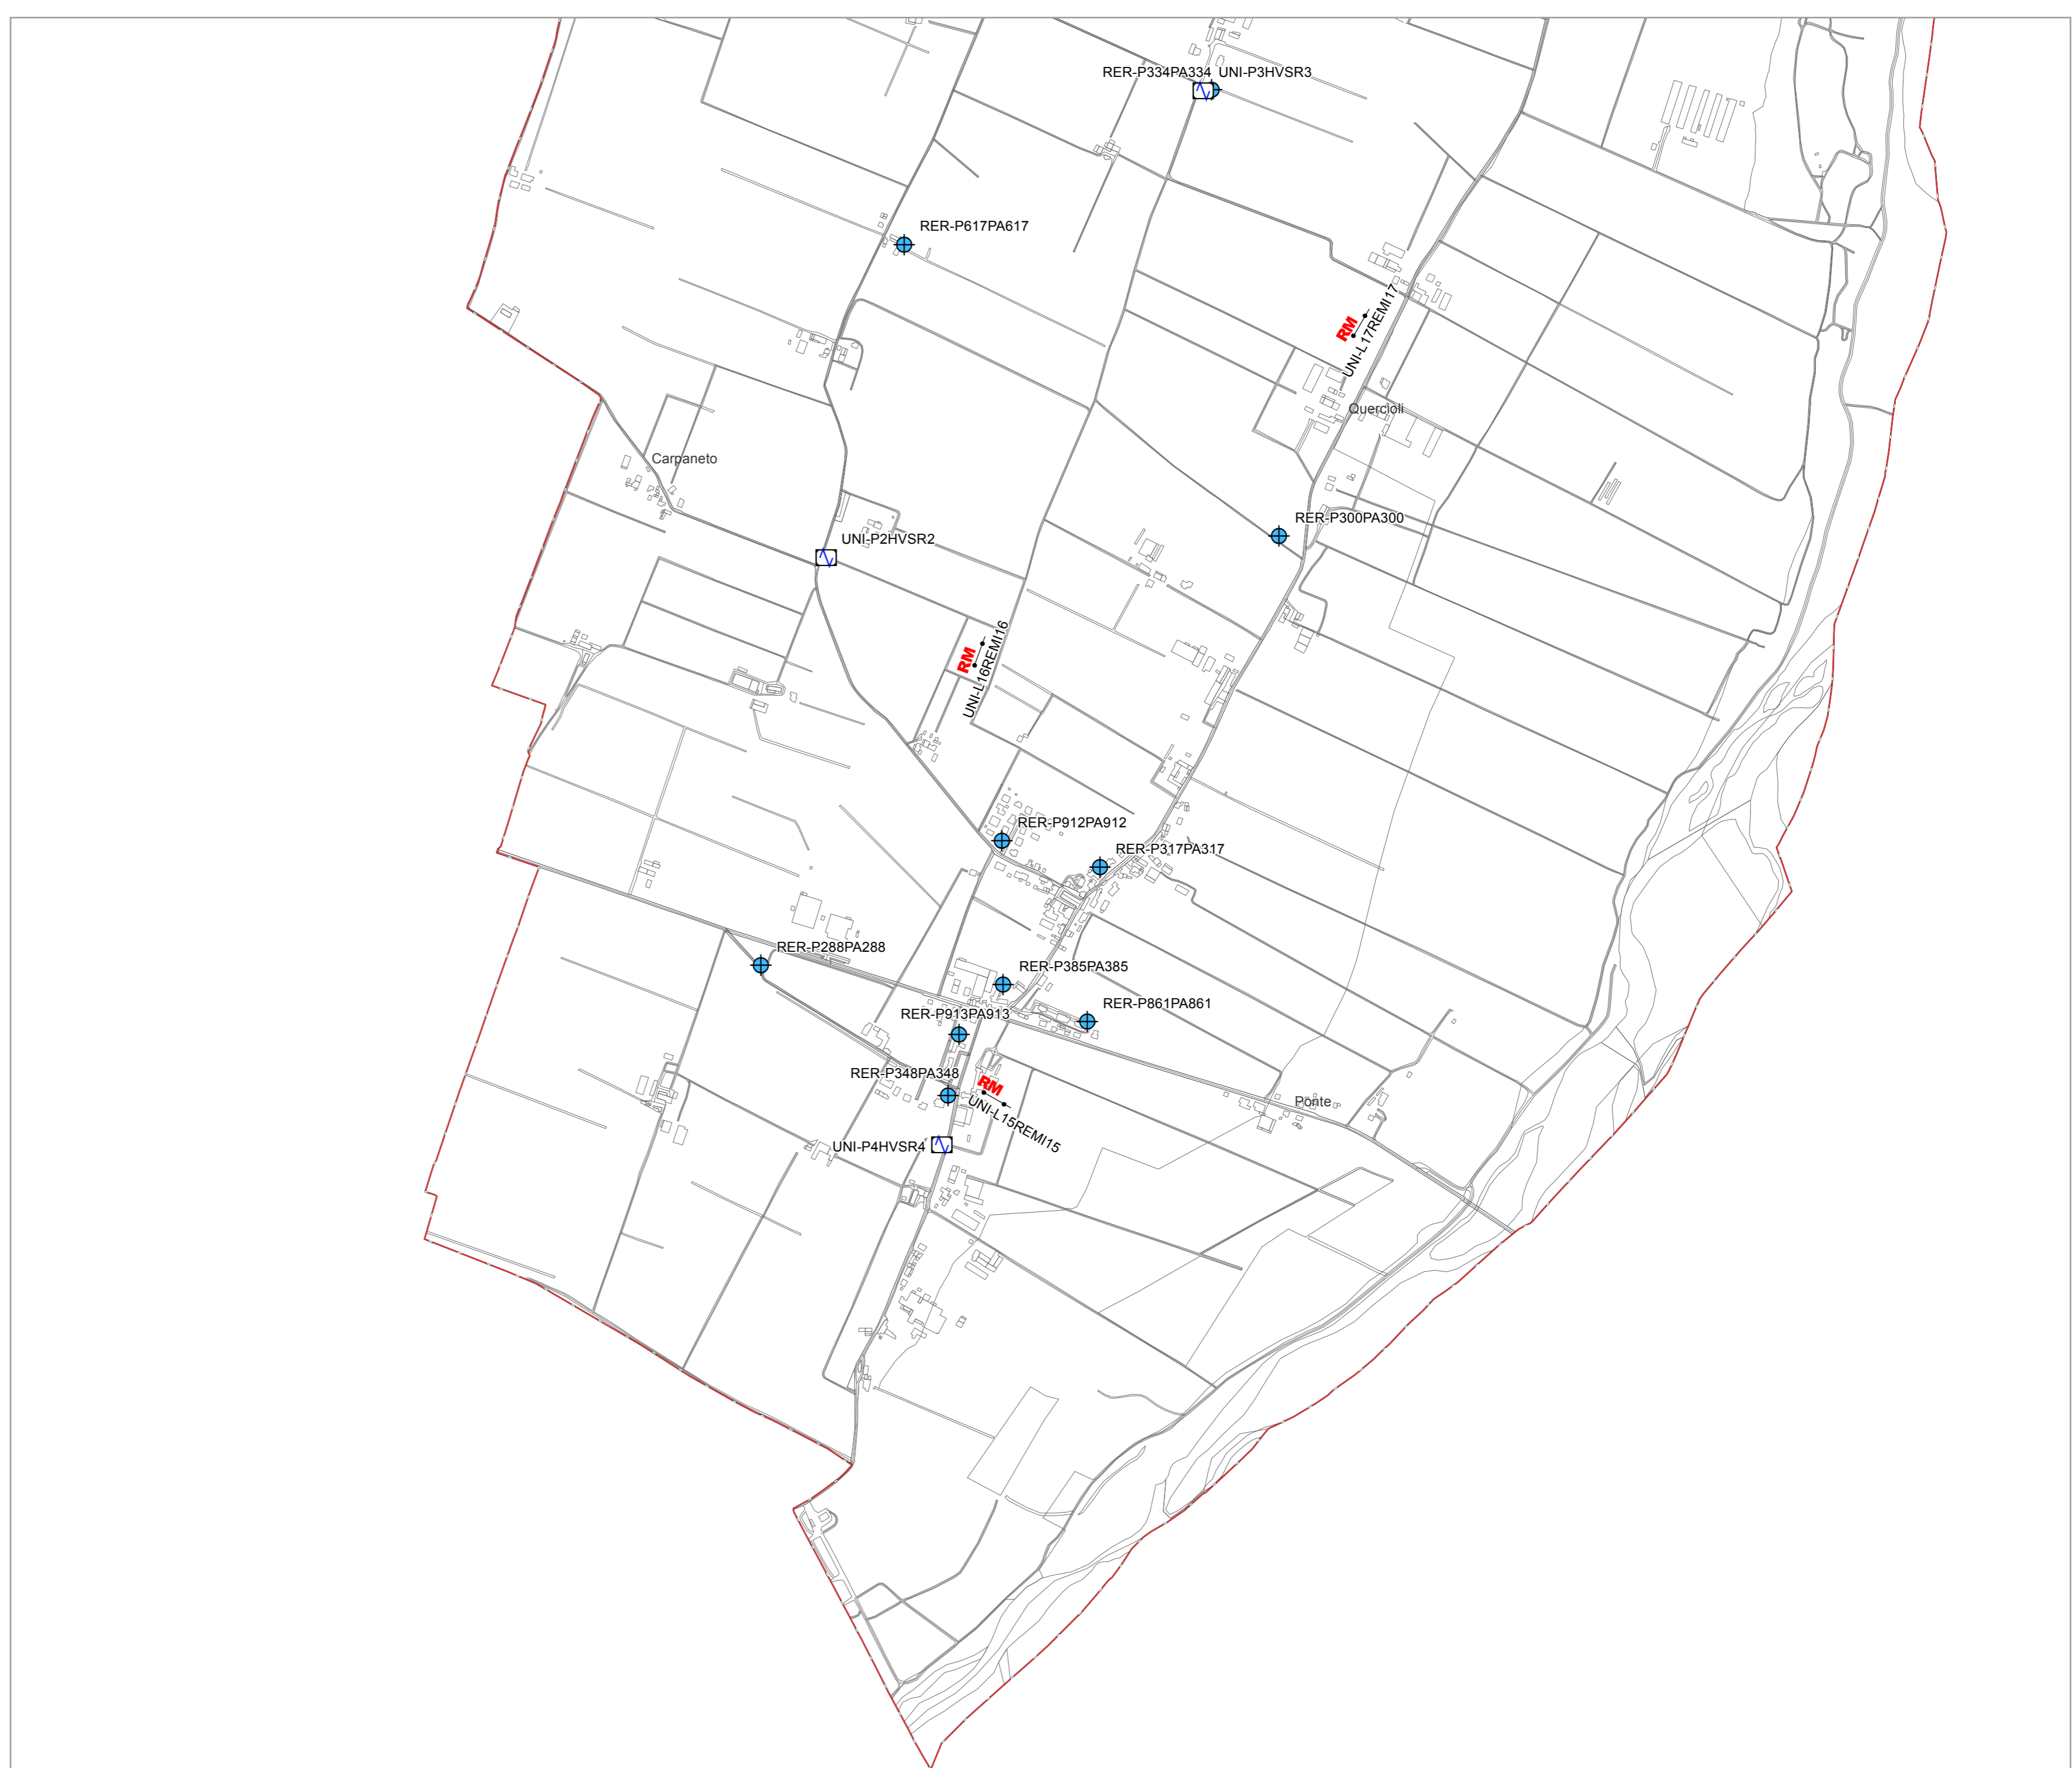 RER-P334PA334 UNI-P3HVSR3
RER-P617PA617
RM
UNI-L17REMI17
Quercioli
Carpaneto
RER-P300PA300
UNI-P2HVSR2
RM
UNI-L16REMI16
RER-P912PA912
RER-P317PA317
RER-P288PA288
RER-P385PA385
RER-P861PA861
RER-P913PA913
RER-P348PA348
RM
UNI-L15REMI15
Ponte
UNI-P4HVSR4